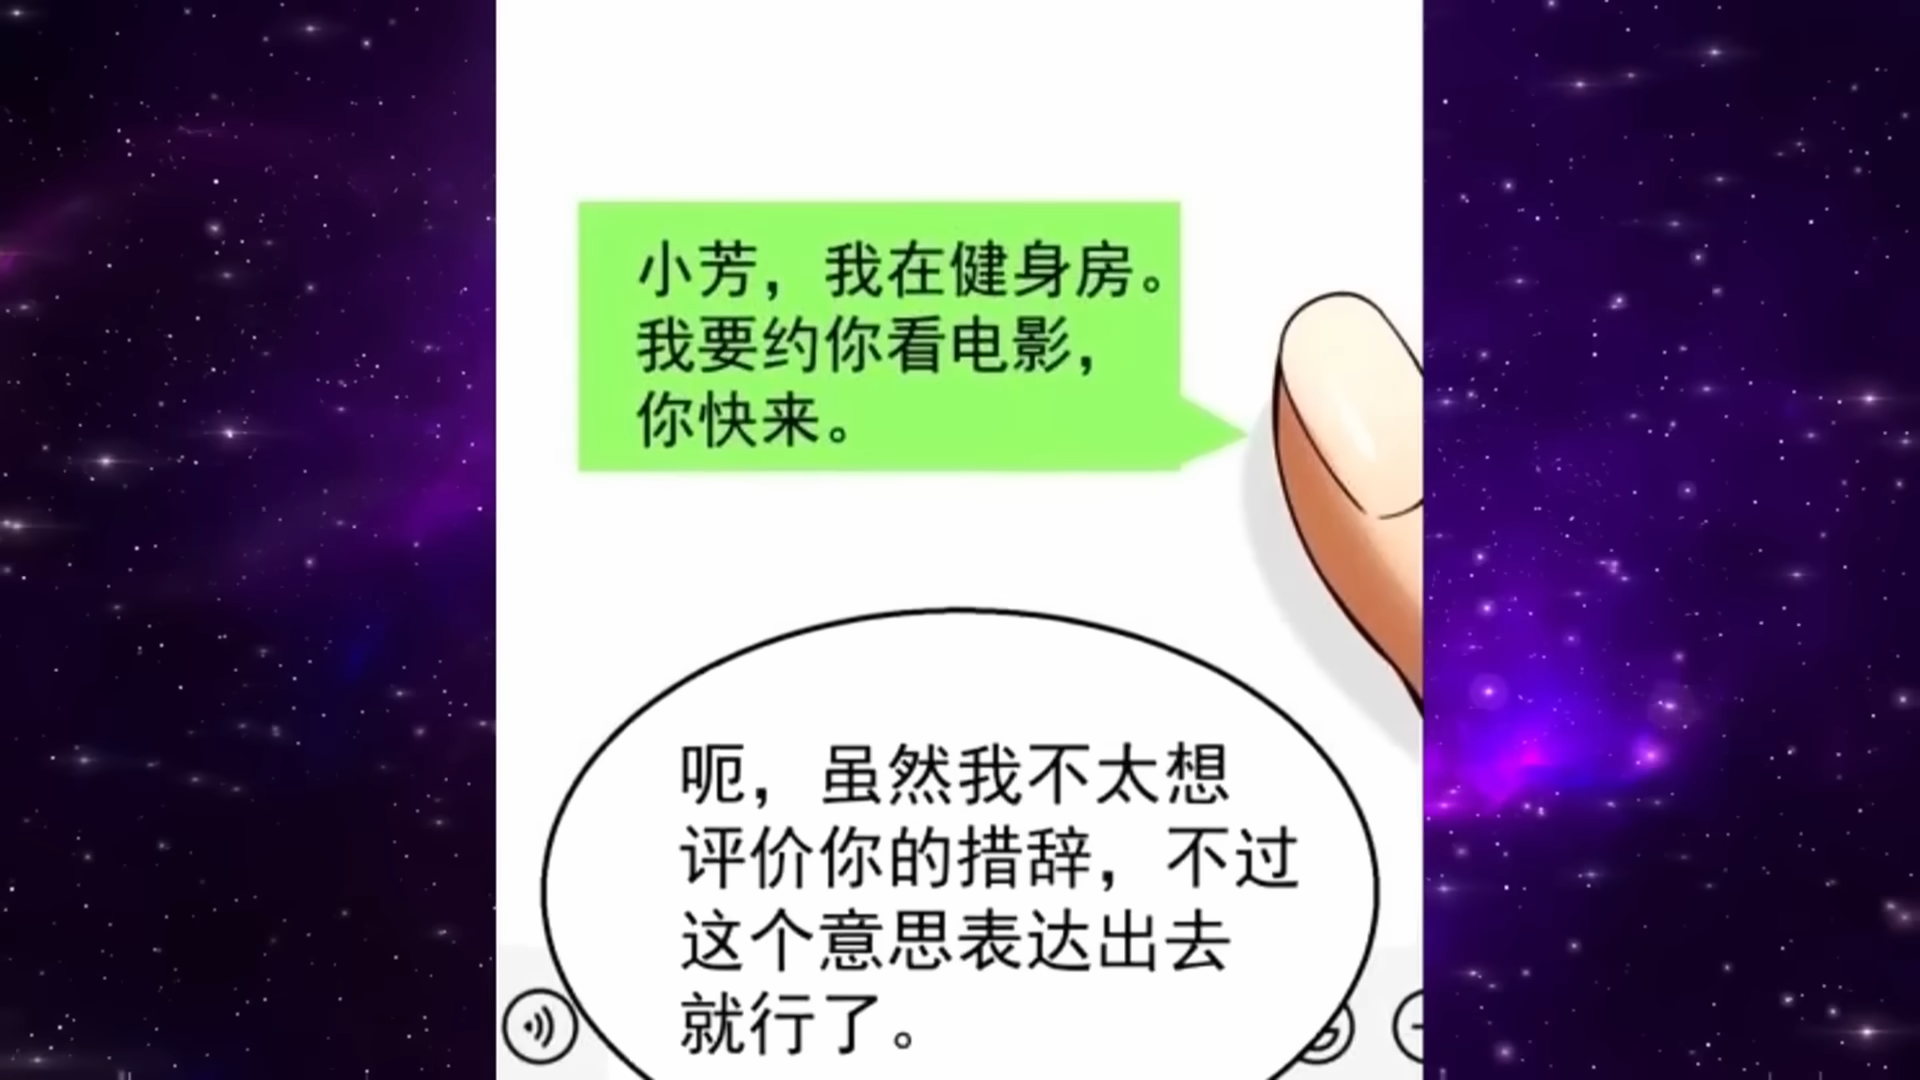 小芳，我在健身房。
我要约你看电影，
你快来。
呃，虽然我不太想
评价你的措辞，不过
这个意思表达出去
就行了。